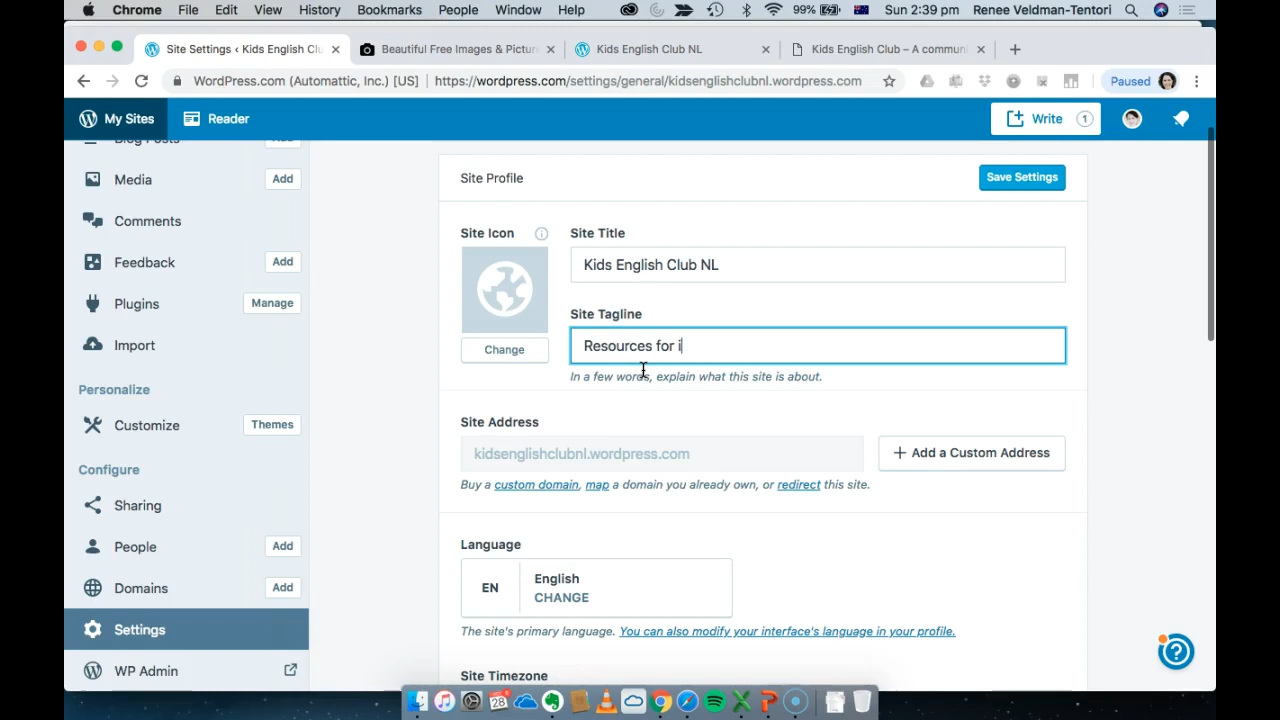 Chrome File Edit View History Bookmarks People Window Help 99% Sun 2:39 pm Renee Veldman-Tentori
Site Settings ‹ Kids English Clu Beautiful Free Images & Pictur Kids English Club NL Kids English Club – A communi
WordPress.com (Automattic, Inc.) [US] https://wordpress.com/settings/general/kidsenglishclubnl.wordpress.com Paused
My Sites Reader Write 1
Blog Posts Add
Media Add
Comments
Feedback Add
Plugins Manage
Import
Personalize
Customize Themes
Configure
Sharing
People Add
Domains Add
Settings
WP Admin
Site Profile Save Settings
Site Icon Site Title
Kids English Club NL
Site Tagline
Resources for i
Change
In a few words, explain what this site is about.
Site Address
kidsenglishclubnl.wordpress.com + Add a Custom Address
Buy a custom domain, map a domain you already own, or redirect this site.
Language
EN English
CHANGE
The site's primary language. You can also modify your interface's language in your profile.
Site Timezone
28